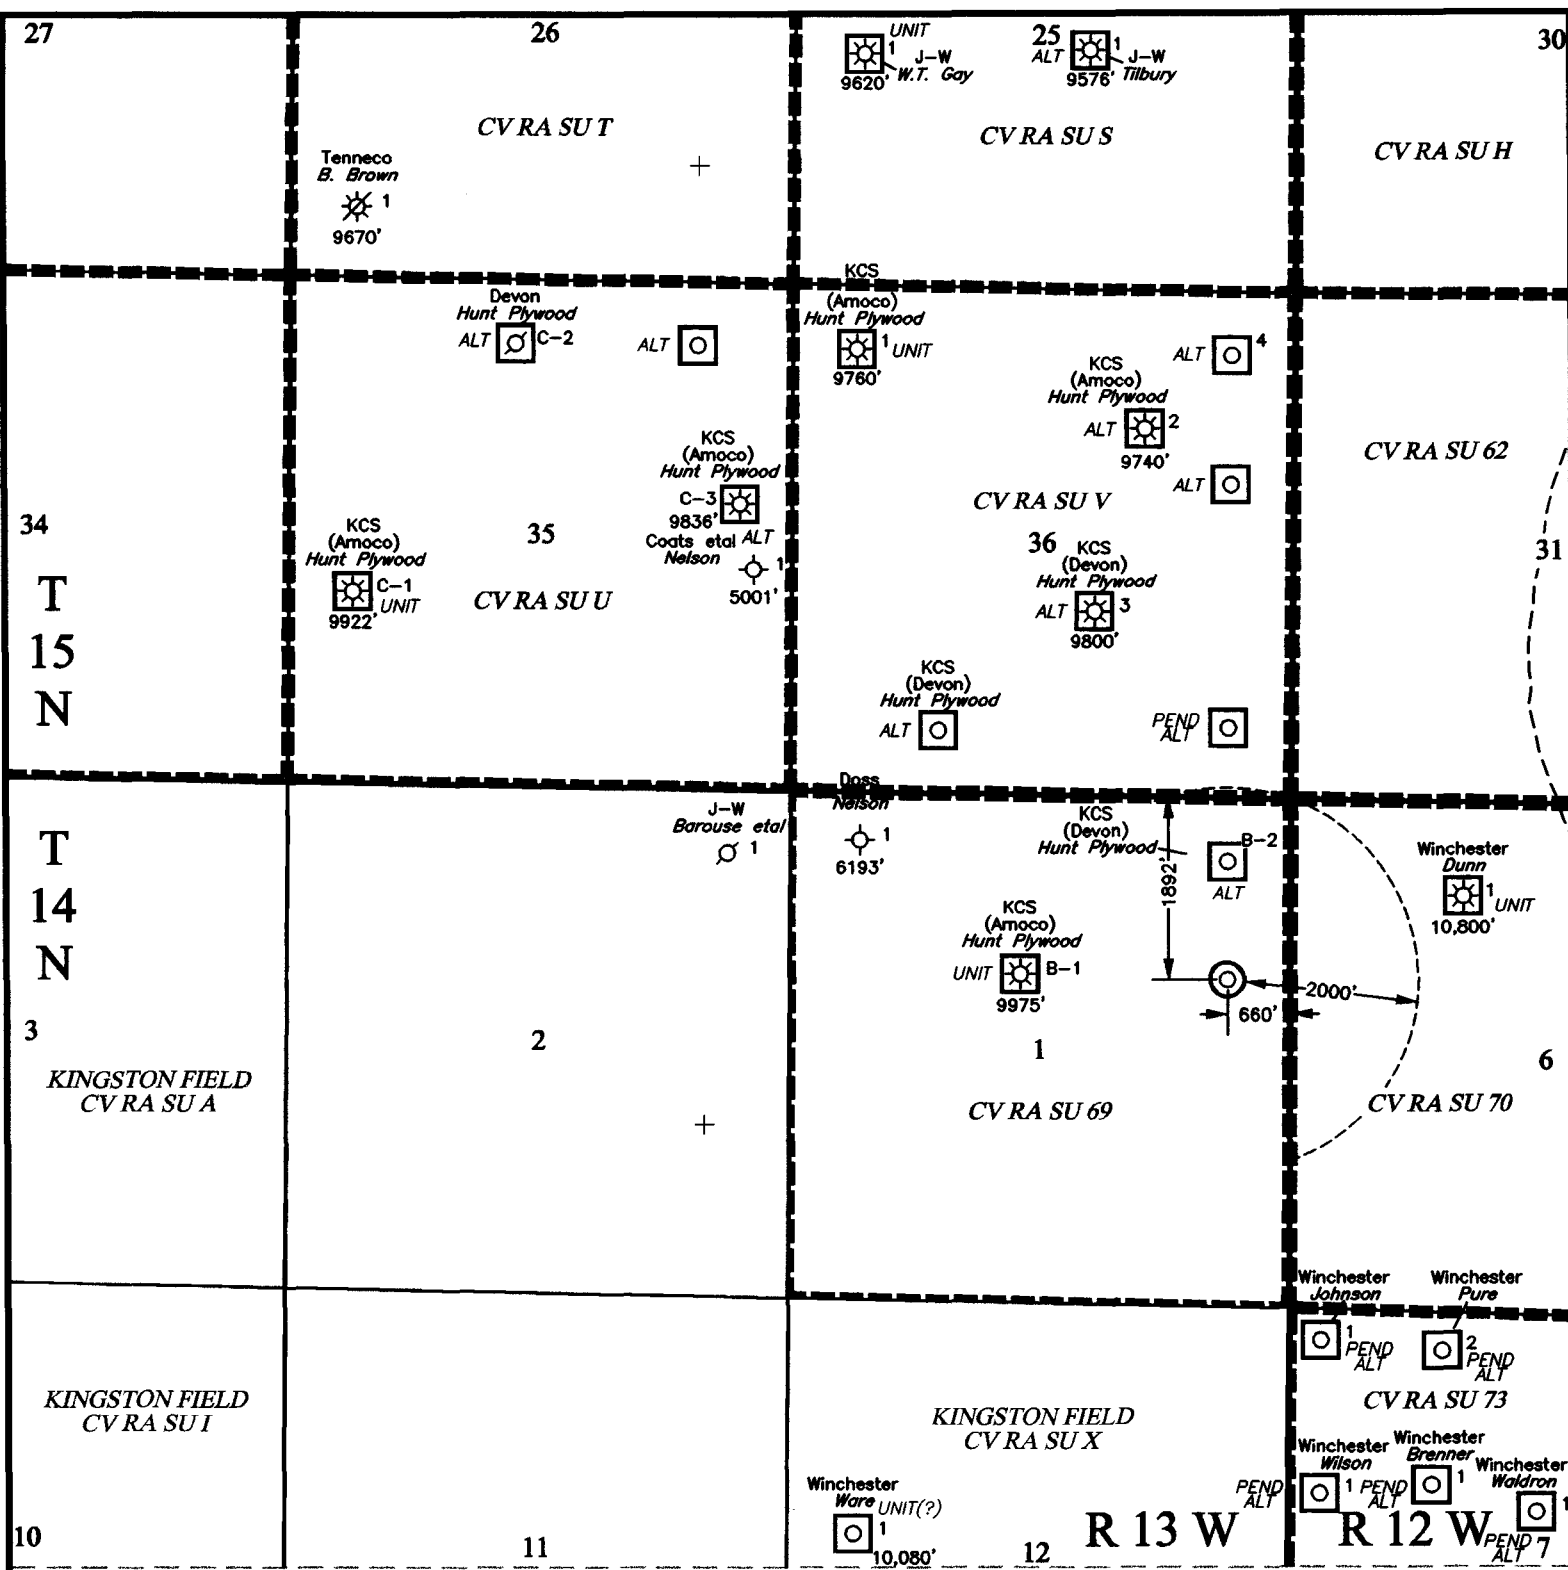 27
26
UNIT
1
J-W
W.T. Gay
9620'
25
ALT
1
J-W
Tilbury
9576'
30
CV RA SU T
CV RA SU S
CV RA SU H
Tenneco
B. Brown
1
9670'
Devon
Hunt Plywood
ALT
C-2
ALT
KCS
(Amoco)
Hunt Plywood
1
UNIT
9760'
ALT
4
KCS
(Amoco)
Hunt Plywood
ALT
2
9740'
ALT
CV RA SU 62
CV RA SU V
KCS
(Amoco)
Hunt Plywood
C-3
9836'
ALT
Coats etal
Nelson
1
5001'
34
35
36
31
KCS
(Amoco)
Hunt Plywood
C-1
UNIT
9922'
CV RA SU U
KCS
(Devon)
Hunt Plywood
ALT
3
9800'
T
15
N
KCS
(Devon)
Hunt Plywood
ALT
PEND
ALT
T
14
N
J-W
Barouse etal
1
Doss
Nelson
1
6193'
KCS
(Devon)
Hunt Plywood
B-2
ALT
1892'
Winchester
Dunn
1
UNIT
10,800'
KCS
(Amoco)
Hunt Plywood
UNIT
B-1
9975'
2000'
660'
3
2
1
6
KINGSTON FIELD
CV RA SU A
CV RA SU 69
CV RA SU 70
Winchester
Johnson
1
PEND
ALT
Winchester
Pure
2
PEND
ALT
KINGSTON FIELD
CV RA SU I
KINGSTON FIELD
CV RA SU X
CV RA SU 73
Winchester
Ware
UNIT(?)
1
10,080'
Winchester
Wilson
1
PEND
ALT
Winchester
Brenner
1
PEND
ALT
Winchester
Waldron
1
PEND
ALT
R 13 W
R 12 W
10
11
12
7